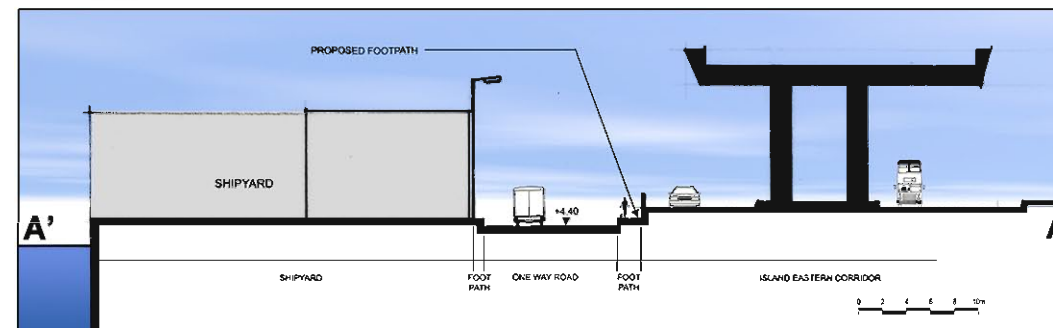 PROPOSED FOOTPATH
SHIPYARD
+4.40
A'
A
SHIPYARD
FOOT PATH
ONE WAY ROAD
FOOT PATH
ISLAND EASTERN CORRIDOR
0 2 4 6 8 10m